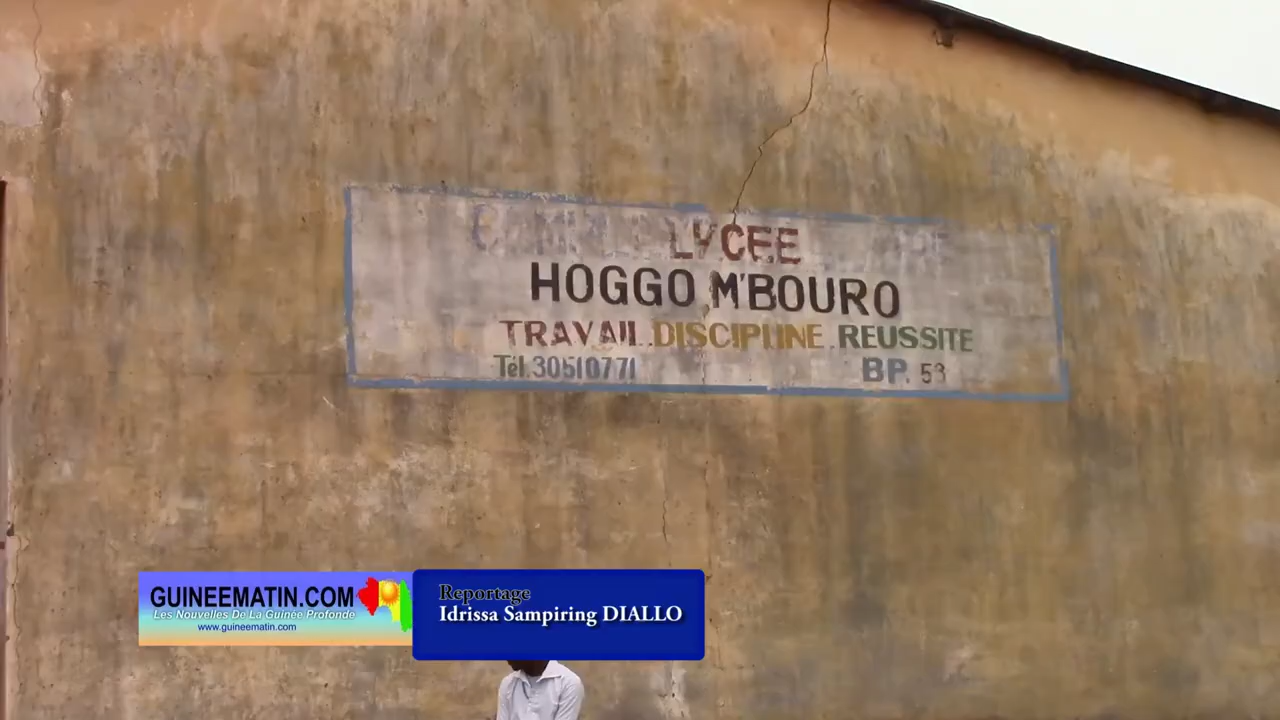 LYCEE
HOGGO M'BOURO
TRAVAIL. DISCIPLINE. REUSSITE
Tél. 30510771 BP. 53
GUINEEMATIN.COM
Les Nouvelles De La Guinée Profonde
www.guineematin.com
Reportage
Idrissa Sampiring DIALLO